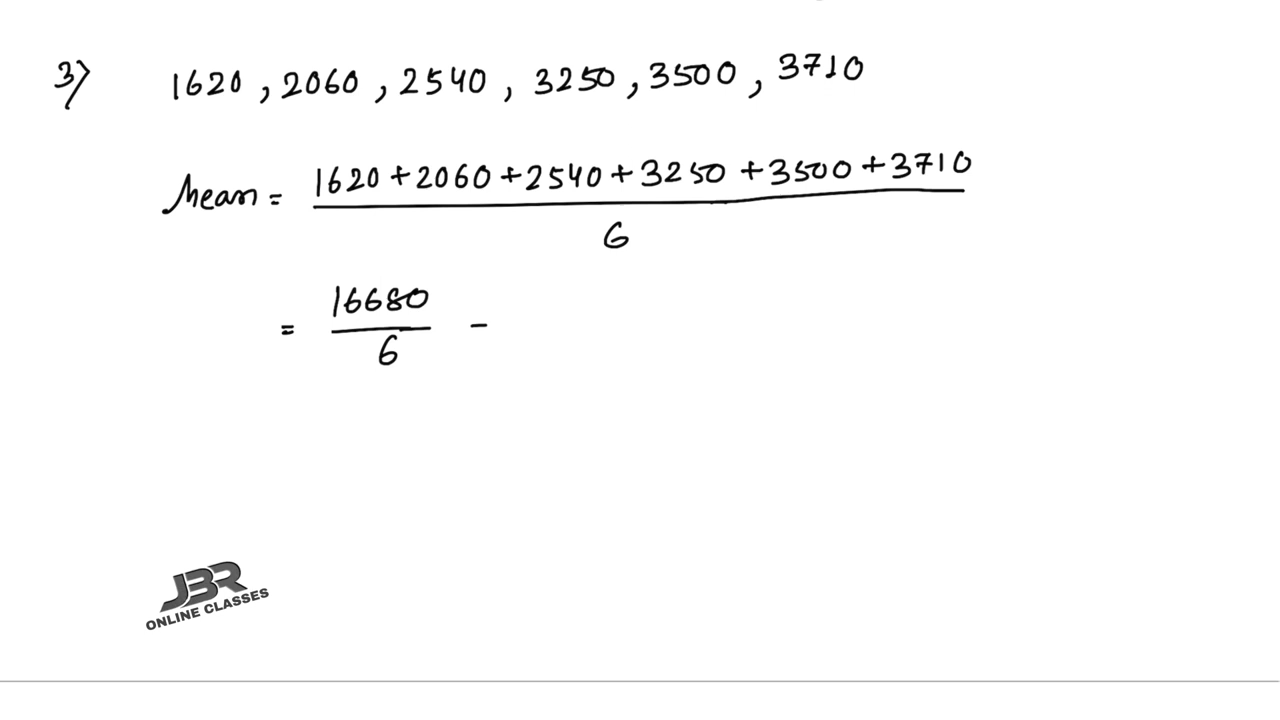 3) 1620 , 2060 , 2540 , 3250 , 3500 , 3710
Mean = 1620 + 2060 + 2540 + 3250 + 3500 + 3710
6
= 16680 -
6
JBR
ONLINE CLASSES